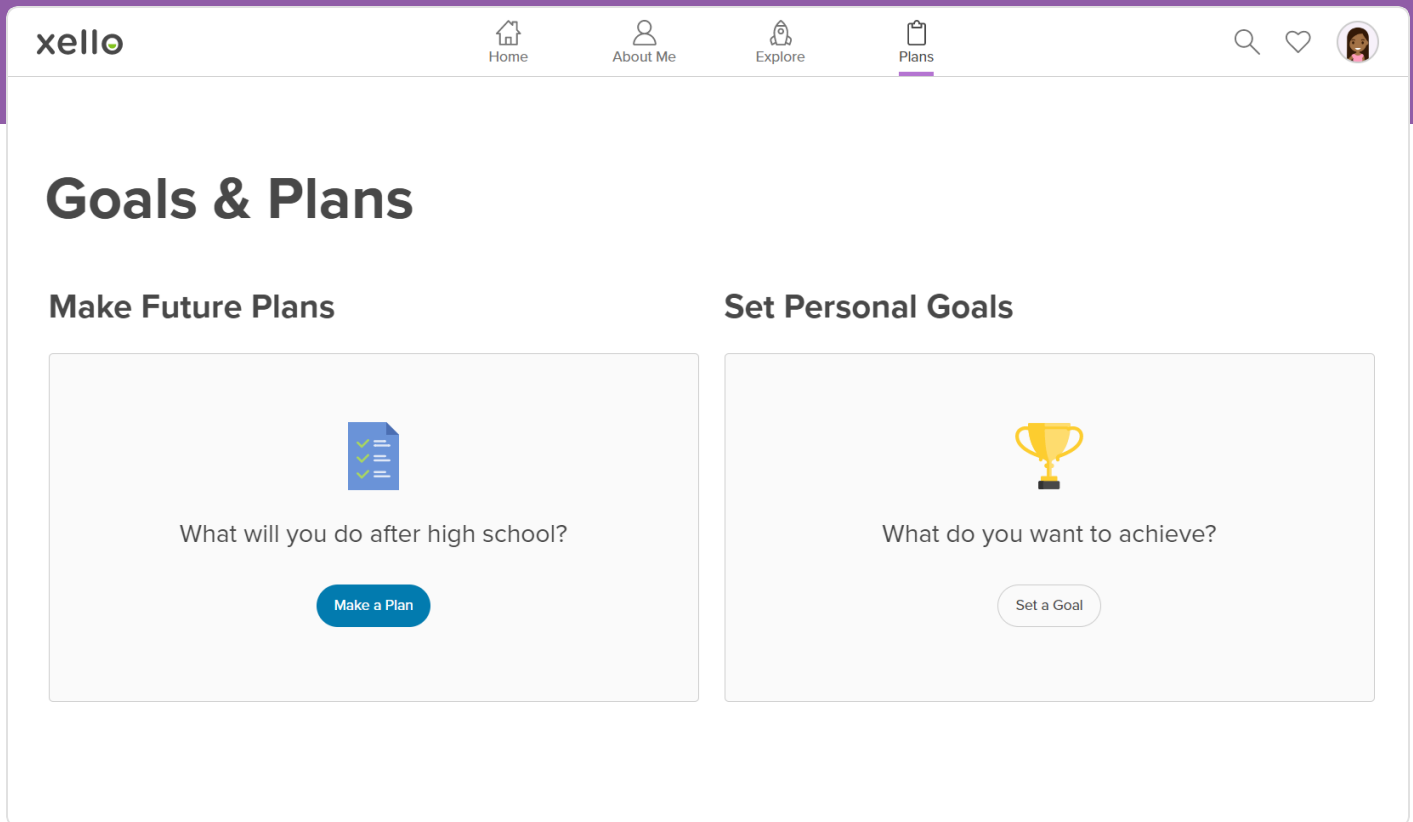 xello
Home
About Me
Explore
Plans
Goals & Plans
Make Future Plans
What will you do after high school?
Make a Plan
Set Personal Goals
What do you want to achieve?
Set a Goal